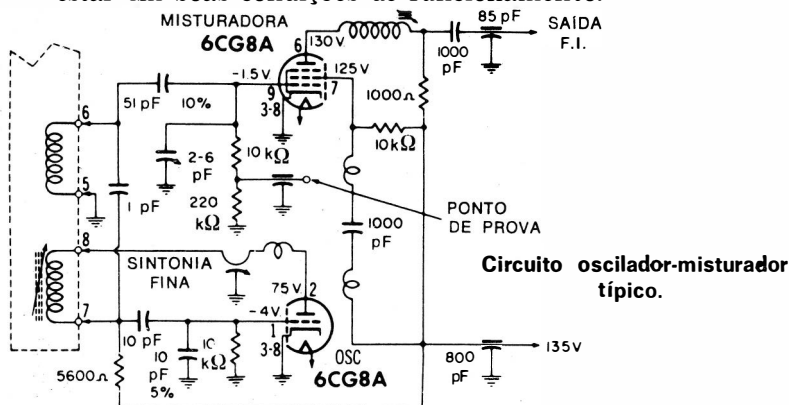 MISTURADORA
6CG8A
6
130V.
85 pF
SAÍDA
F.I.
1000
pF
-1.5V.
125V
51 pF
10%
9
7
3-8
1000Ω
6
10kΩ
10kΩ
2-6
pF
5
1 pF
220
kΩ
1000
pF
PONTO
DE PROVA
8
SINTONIA
FINA
Circuito oscilador-misturador
típico.
75V.
2
-4V.
7
1
10 pF
10
pF
5%
10
kΩ
3-8
OSC
6CG8A
5600Ω
800
pF
135V